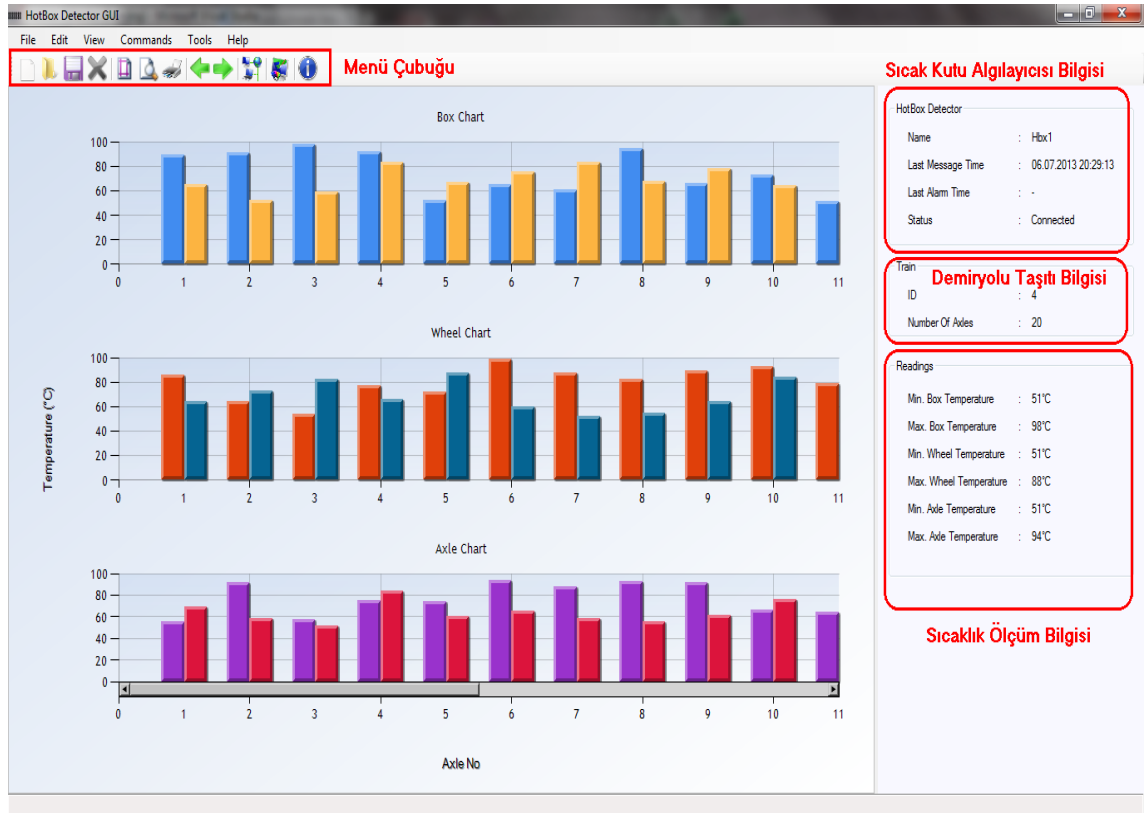 HotBox Detector GUI
File Edit View Commands Tools Help
Menü Çubuğu
Box Chart
100
80
60
40
20
0
0 1 2 3 4 5 6 7 8 9 10 11
Wheel Chart
100
80
60
40
20
0
0 1 2 3 4 5 6 7 8 9 10 11
Temperature (°C)
Axle Chart
100
80
60
40
20
0
0 1 2 3 4 5 6 7 8 9 10 11
Axle No
Sıcak Kutu Algılayıcısı Bilgisi
HotBox Detector
Name : Hbx1
Last Message Time : 06.07.2013 20:29:13
Last Alarm Time : -
Status : Connected
Train
Demiryolu Taşıtı Bilgisi
ID : 4
Number Of Axles : 20
Readings
Min. Box Temperature : 51°C
Max. Box Temperature : 98°C
Min. Wheel Temperature : 51°C
Max. Wheel Temperature : 88°C
Min. Axle Temperature : 51°C
Max. Axle Temperature : 94°C
Sıcaklık Ölçüm Bilgisi